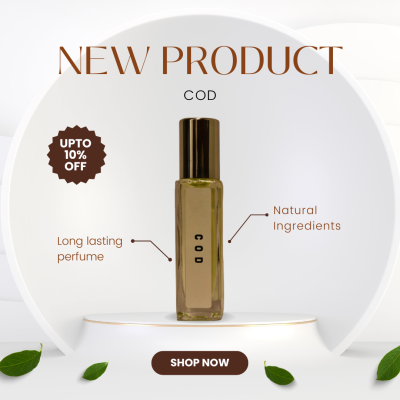 NEW PRODUCT
COD
UPTO
10%
OFF
Natural
Ingredients
Long lasting
perfume
COD
SHOP NOW